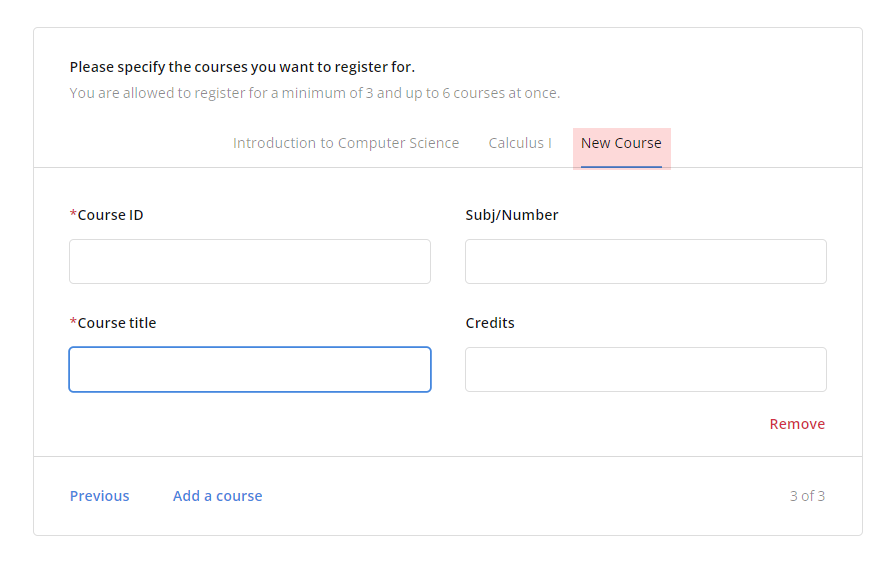 Please specify the courses you want to register for.
You are allowed to register for a minimum of 3 and up to 6 courses at once.
Introduction to Computer Science Calculus I New Course
*Course ID Subj/Number
*Course title Credits
Remove
Previous Add a course 3 of 3